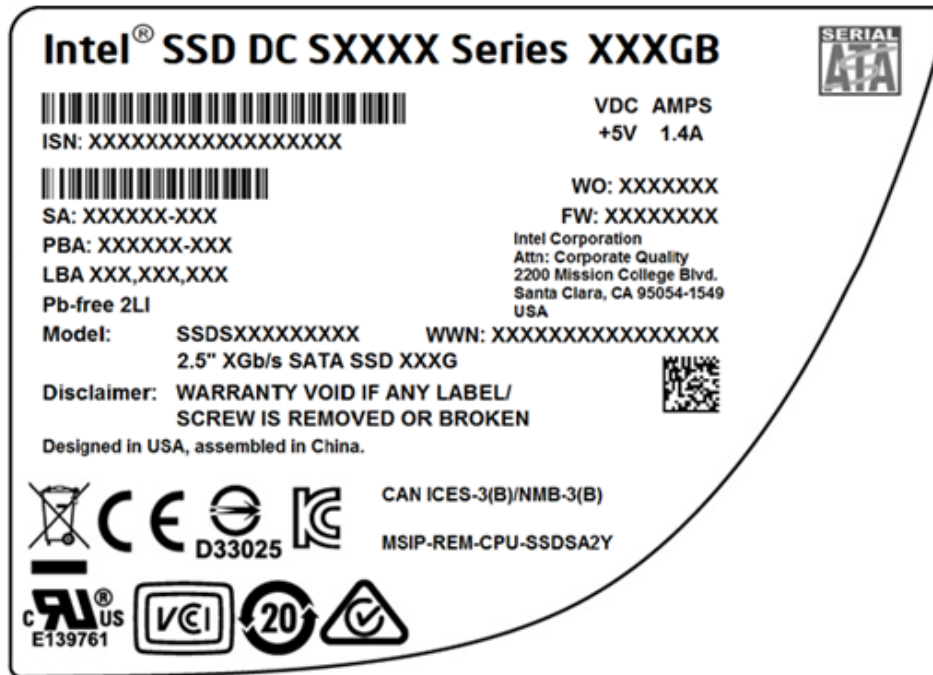 Intel® SSD DC SXXXX Series XXXGB
SERIAL
ATA
VDC AMPS
+5V 1.4A
ISN: XXXXXXXXXXXXXXXXXX
WO: XXXXXXX
SA: XXXXXX-XXX
FW: XXXXXXXX
PBA: XXXXXX-XXX
Intel Corporation
Attn: Corporate Quality
2200 Mission College Blvd.
Santa Clara, CA 95054-1549
USA
LBA XXX,XXX,XXX
Pb-free 2LI
Model: SSDSXXXXXXXXX WWN: XXXXXXXXXXXXXXXX
2.5" XGb/s SATA SSD XXXG
Disclaimer: WARRANTY VOID IF ANY LABEL/
SCREW IS REMOVED OR BROKEN
Designed in USA, assembled in China.
CE
D33025
KC
CAN ICES-3(B)/NMB-3(B)
MSIP-REM-CPU-SSDSA2Y
c RU ® US
E139761
VCI
20